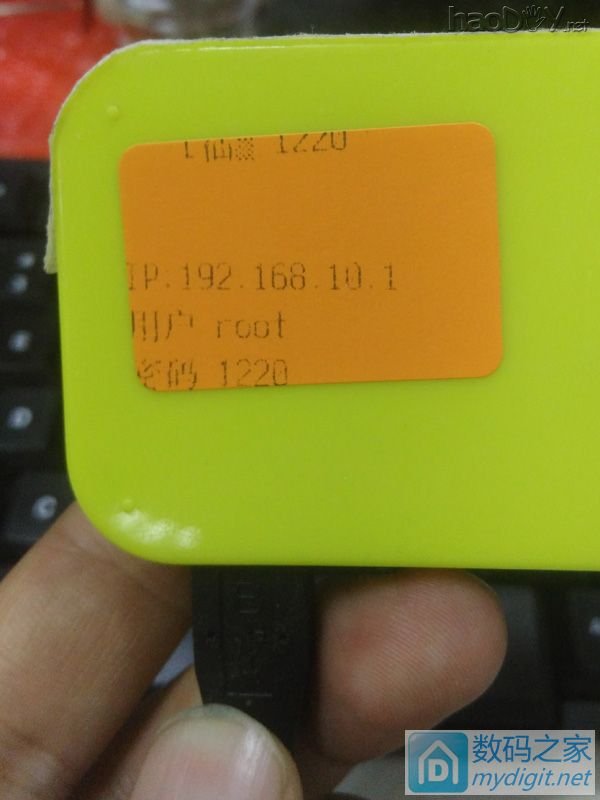 haoDIY.net
1220
IP:192.168.10.1
用户 root
密码 1220
C
D
数码之家
mydigit.net